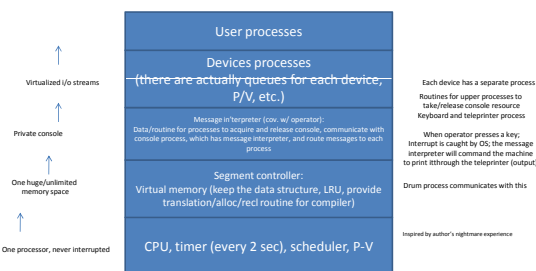 User processes
Devices processes
(there are actually queues for each device,
P/V, etc.)
Virtualized i/o streams
Each device has a separate process
Routines for upper processes to
take/release console resource
Keyboard and teleprinter process
Message in'terpreter (cov. w/ operator):
Data/routine for processes to acquire and release console, communicate with
console process, which has message interpreter, and route messages to each
process
Private console
When operator presses a key;
Interrupt is caught by OS; the message
interpreter will command the machine
to print itthrough the teleprinter (output)
Segment controller:
Virtual memory (keep the data structure, LRU, provide
translation/alloc/recl routine for compiler)
One huge/unlimited
memory space
Drum process communicates with this
CPU, timer (every 2 sec), scheduler, P-V
One processor, never interrupted
Inspired by author's nightmare experience